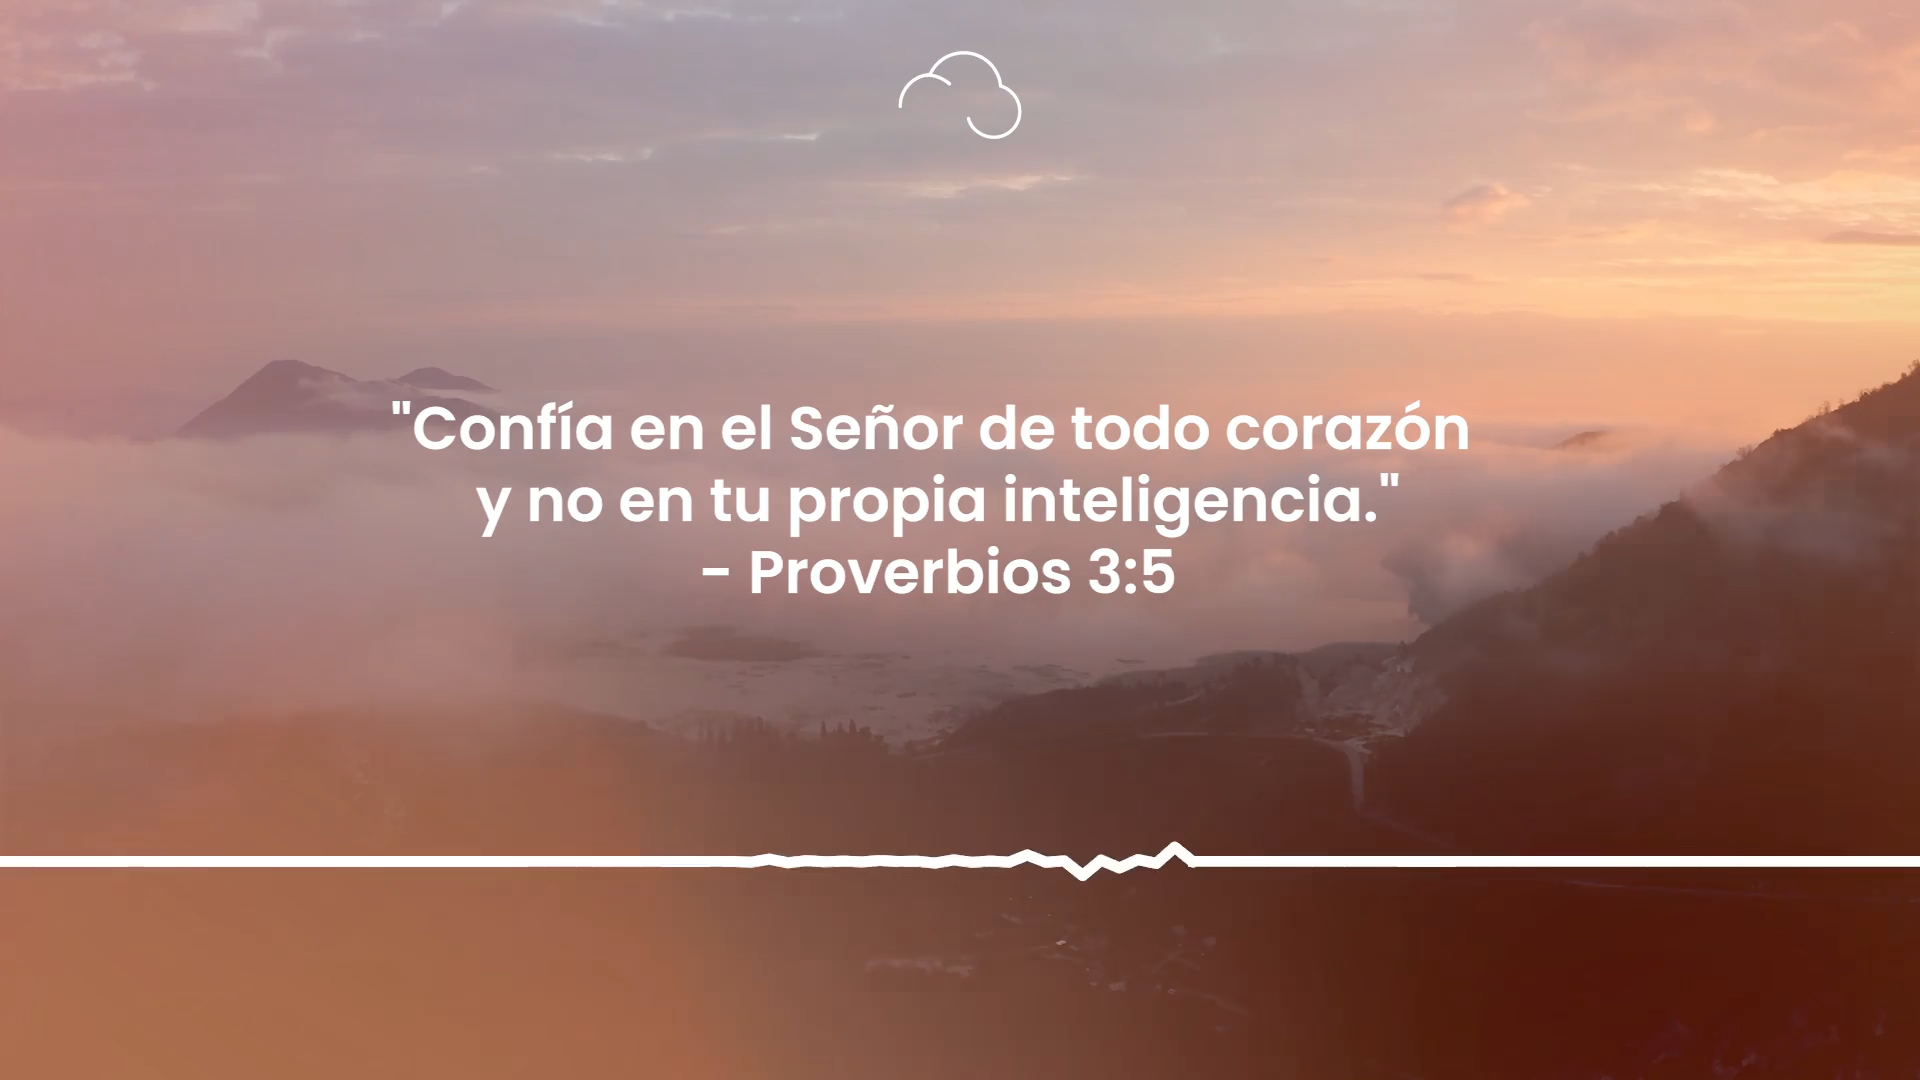 "Confía en el Señor de todo corazón
y no en tu propia inteligencia."
- Proverbios 3:5